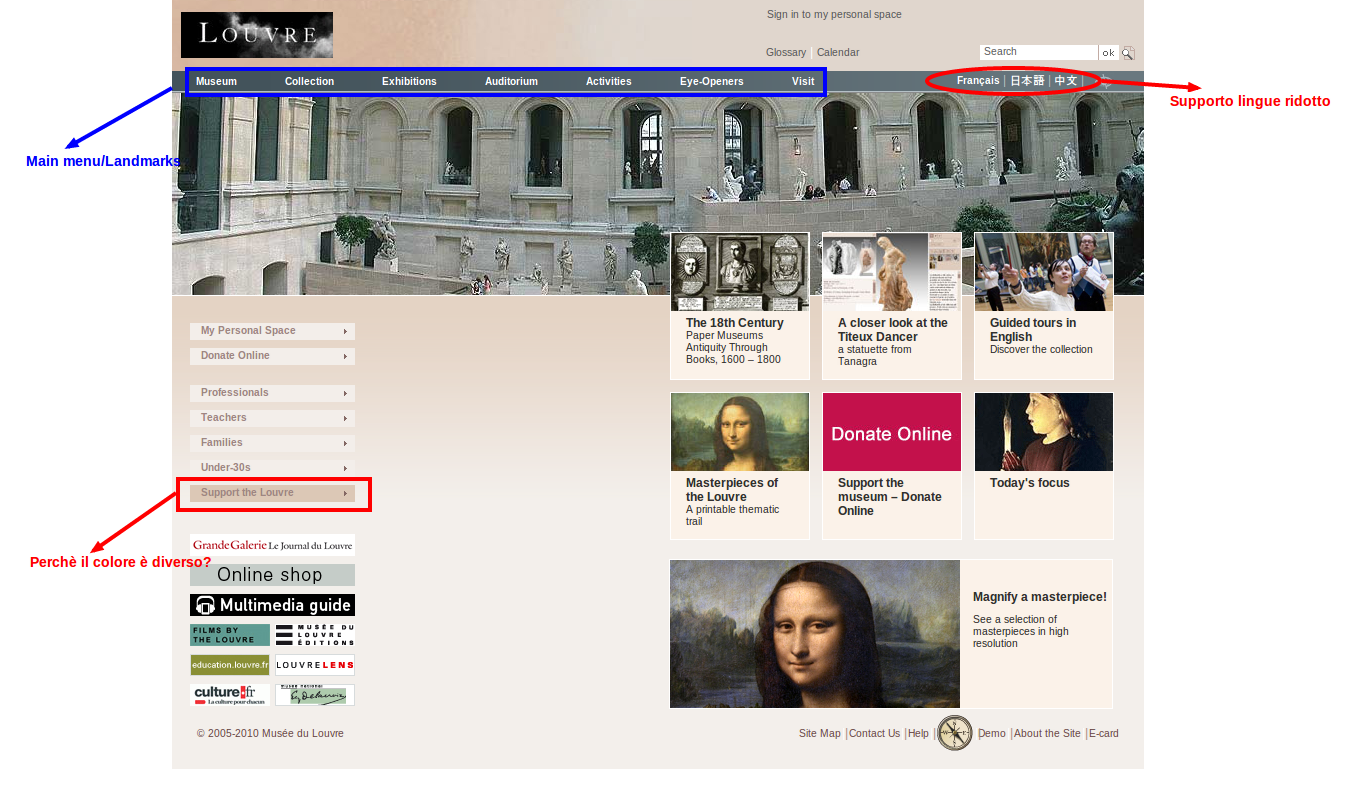 LOUVRE
Sign in to my personal space
Glossary | Calendar
Search
ok
Museum Collection Exhibitions Auditorium Activities Eye-Openers Visit
Français | 日本語 | 中文 |
Supporto lingue ridotto
Main menu/Landmarks
My Personal Space
Donate Online
Professionals
Teachers
Families
Under-30s
Support the Louvre
Perchè il colore è diverso?
GrandeGalerie Le Journal du Louvre
Online shop
Multimedia guide
FILMS BY
THE LOUVRE
MUSÉE DU
LOUVRE
ÉDITIONS
education.louvre.fr
LOUVRELENS
culture.fr
La culture pour chacun
The 18th Century
Paper Museums
Antiquity Through
Books, 1600 – 1800
A closer look at the
Titeux Dancer
a statuette from
Tanagra
Guided tours in
English
Discover the collection
Masterpieces of
the Louvre
A printable thematic
trail
Donate Online
Support the
museum – Donate
Online
Today's focus
Magnify a masterpiece!
See a selection of
masterpieces in high
resolution
© 2005-2010 Musée du Louvre
Site Map | Contact Us | Help | Demo | About the Site | E-card